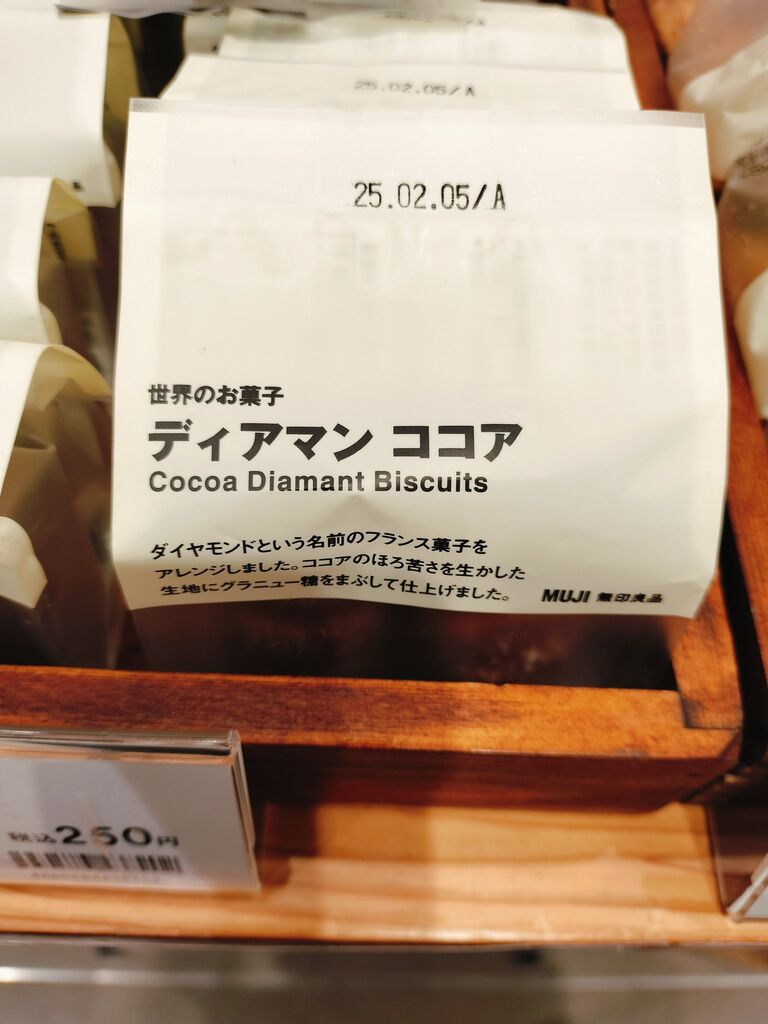 25.02.05/A
25.02.05/A
世界のお菓子
ディアマン ココア
Cocoa Diamant Biscuits
ダイヤモンドという名前のフランス菓子を
アレンジしました。ココアのほろ苦さを生かした
生地にグラニュー糖をまぶして仕上げました。
MUJI 無印良品
税込250円